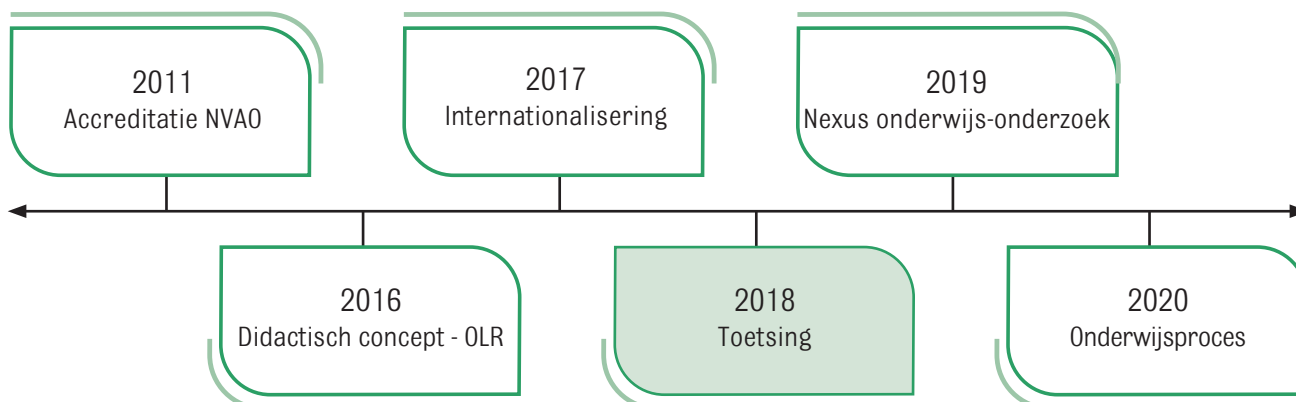 2011
Accreditatie NVAO
2017
Internationalisering
2019
Nexus onderwijs-onderzoek
2016
Didactisch concept - OLR
2018
Toetsing
2020
Onderwijsproces